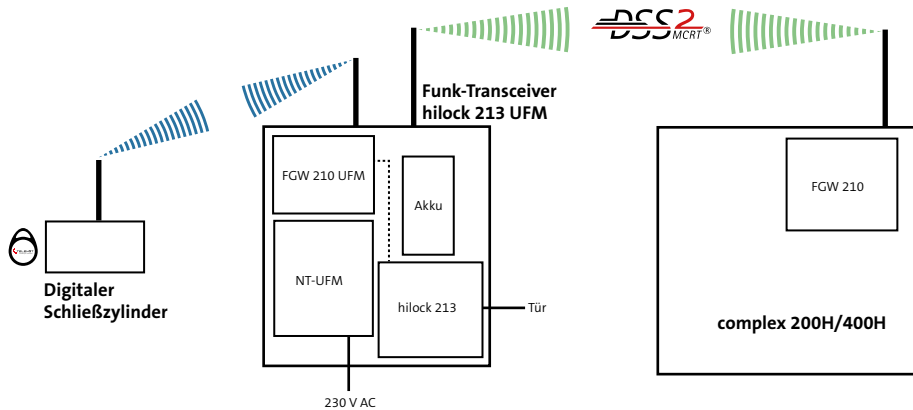 DSS2
MCRT®
Funk-Transceiver
hilock 213 UFM
FGW 210 UFM
Akku
FGW 210
NT-UFM
hilock 213
Tür
Digitaler
Schließzylinder
complex 200H/400H
230 V AC